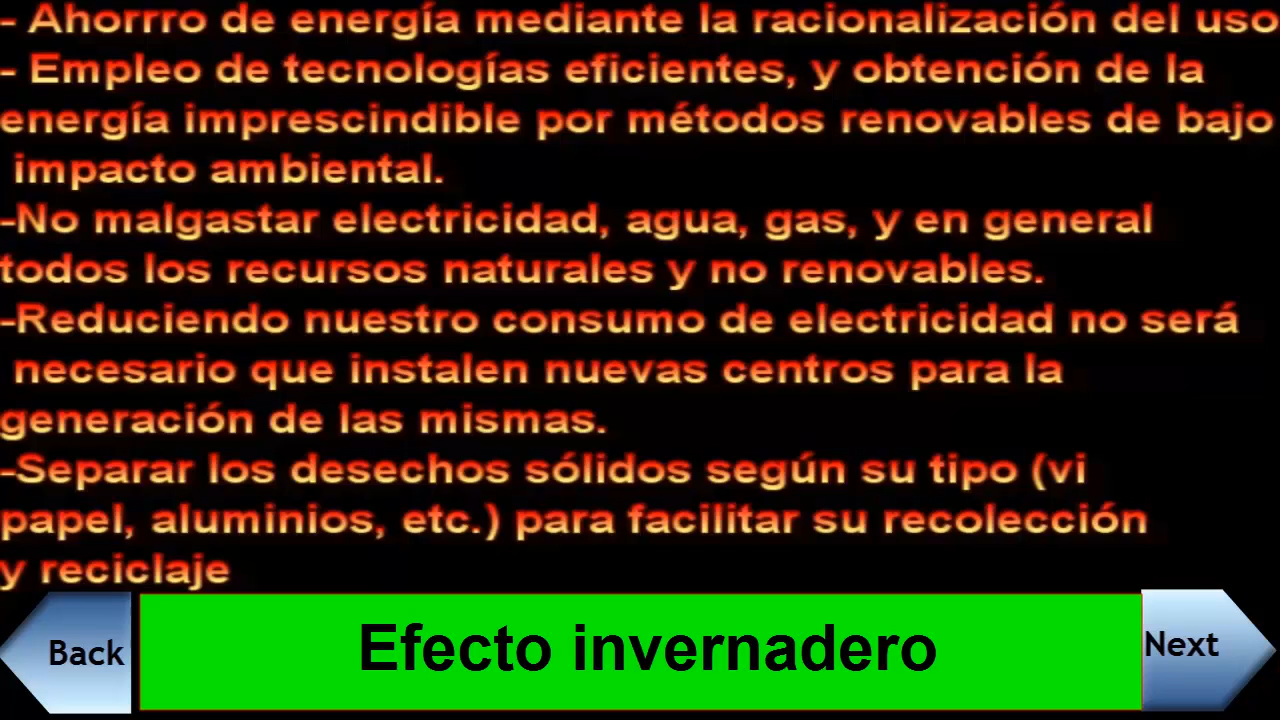 - Ahorrro de energía mediante la racionalización del uso
- Empleo de tecnologías eficientes, y obtención de la
energía imprescindible por métodos renovables de bajo
impacto ambiental.
-No malgastar electricidad, agua, gas, y en general
todos los recursos naturales y no renovables.
-Reduciendo nuestro consumo de electricidad no será
necesario que instalen nuevas centros para la
generación de las mismas.
-Separar los desechos sólidos según su tipo (vi
papel, aluminios, etc.) para facilitar su recolección
y reciclaje
Back
Efecto invernadero
Next